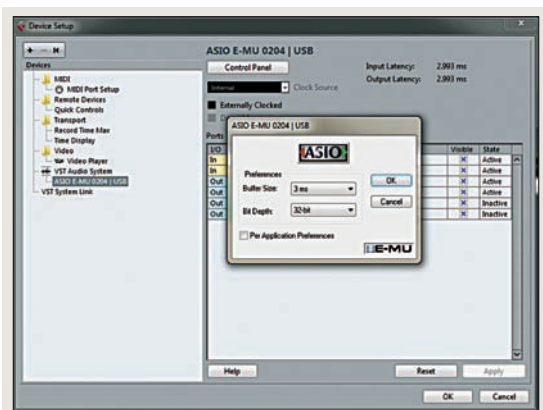 Device Setup
Devices
MIDI
MIDI Port Setup
Remote Devices
Quick Controls
Transport
Record Time Max
Time Display
Video
Video Player
VST Audio System
ASIO E-MU 0204 | USB
VST System Link
ASIO E-MU 0204 | USB
Control Panel
Input Latency: 2.993 ms
Output Latency: 2.993 ms
Internal Clock Source
Externally Clocked
Ports
I/O Visible State
In Active
In Active
Out Active
Out Active
Out Inactive
Out Inactive
ASIO E-MU 0204 | USB
ASIO
Preferences
Buffer Size: 3 ms
OK
Bit Depth: 32-bit
Cancel
Per Application Preferences
E-MU
Help Reset Apply
OK Cancel